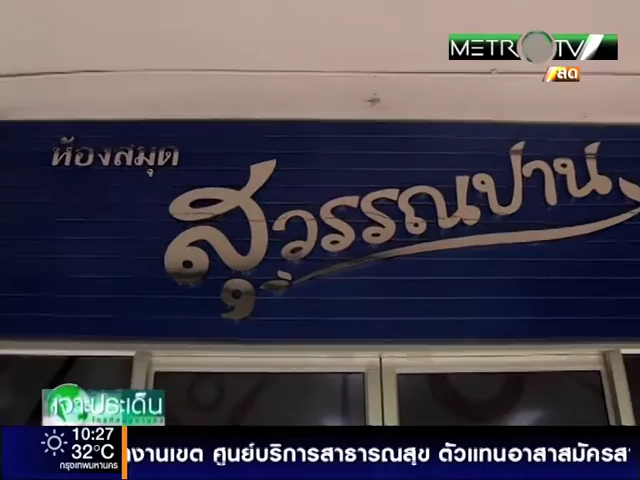 METRO TV
สด
ห้องสมุด
สุวรรณปาน
เจาะประเด็น
10:27
32°C
กรุงเทพมหานคร
งานเขต ศูนย์บริการสาธารณสุข ตัวแทนอาสาสมัครส